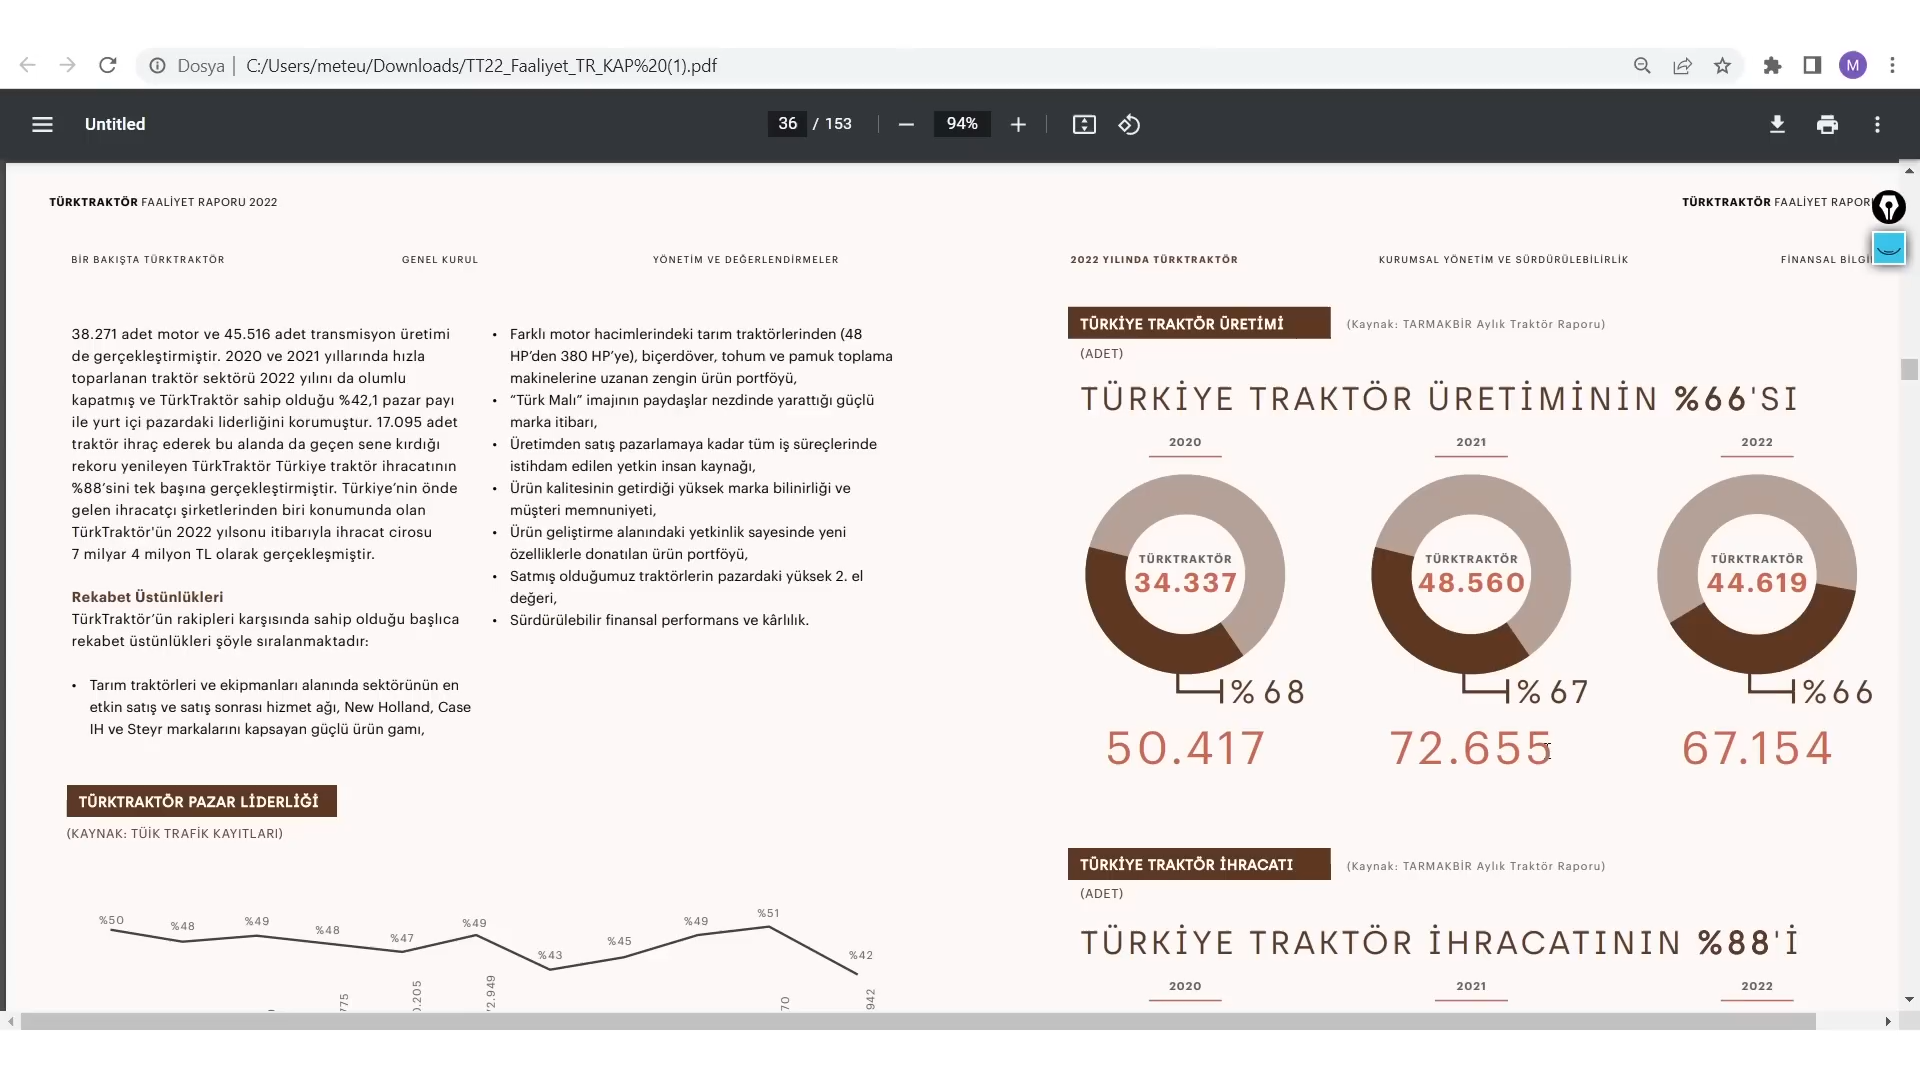 Dosya
C:/Users/meteu/Downloads/TT22_Faaliyet_TR_KAP%20(1).pdf
M
Untitled
36 / 153
94%
TÜRKTRAKTÖR FAALİYET RAPORU 2022
TÜRKTRAKTÖR
BİR BAKIŞTA TÜRKTRAKTÖR
GENEL KURUL
YÖNETİM VE DEĞERLENDİRMELER
2022 YILINDA TÜRKTRAKTÖR
KURUMSAL YÖNETİM VE SÜRDÜRÜLEBİLİRLİK
FİNANSAL
38.271 adet motor ve 45.516 adet transmisyon üretimi
de gerçekleştirmiştir. 2020 ve 2021 yıllarında hızla
toparlanan traktör sektörü 2022 yılını da olumlu
kapatmış ve TürkTraktör sahip olduğu %42,1 pazar payı
ile yurt içi pazardaki liderliğini korumuştur. 17.095 adet
traktör ihraç ederek bu alanda da geçen sene kırdığı
rekoru yenileyen TürkTraktör Türkiye traktör ihracatının
%88’sini tek başına gerçekleştirmiştir. Türkiye’nin önde
gelen ihracatçı şirketlerinden biri konumunda olan
TürkTraktör'ün 2022 yılsonu itibarıyla ihracat cirosu
7 milyar 4 milyon TL olarak gerçekleşmiştir.
Rekabet Üstünlükleri
TürkTraktör’ün rakipleri karşısında sahip olduğu başlıca
rekabet üstünlükleri şöyle sıralanmaktadır:
• Tarım traktörleri ve ekipmanları alanında sektörünün en
etkin satış ve satış sonrası hizmet ağı, New Holland, Case
IH ve Steyr markalarını kapsayan güçlü ürün gamı,
• Farklı motor hacimlerindeki tarım traktörlerinden (48
HP’den 380 HP’ye), biçerdöver, tohum ve pamuk toplama
makinelerine uzanan zengin ürün portföyü,
• “Türk Malı” imajının paydaşlar nezdinde yarattığı güçlü
marka itibarı,
• Üretimden satış pazarlamaya kadar tüm iş süreçlerinde
istihdam edilen yetkin insan kaynağı,
• Ürün kalitesinin getirdiği yüksek marka bilinirliği ve
müşteri memnuniyeti,
• Ürün geliştirme alanındaki yetkinlik sayesinde yeni
özelliklerle donatılan ürün portföyü,
• Satmış olduğumuz traktörlerin pazardaki yüksek 2. el
değeri,
• Sürdürülebilir finansal performans ve kârlılık.
TÜRKTRAKTÖR PAZAR LİDERLİĞİ
(KAYNAK: TÜİK TRAFİK KAYITLARI)
%50
%48
%49
%48
%47
%49
%43
%45
%49
%51
%42
TÜRKİYE TRAKTÖR ÜRETİMİ
(Kaynak: TARMAKBİR Aylık Traktör Raporu)
(ADET)
TÜRKİYE TRAKTÖR ÜRETİMİNİN %66'SI
2020
2021
2022
TÜRKTRAKTÖR
34.337
TÜRKTRAKTÖR
48.560
TÜRKTRAKTÖR
44.619
%68
%67
%66
50.417
72.655
67.154
TÜRKİYE TRAKTÖR İHRACATI
(Kaynak: TARMAKBİR Aylık Traktör Raporu)
(ADET)
TÜRKİYE TRAKTÖR İHRACATININ %88'İ
2020
2021
2022